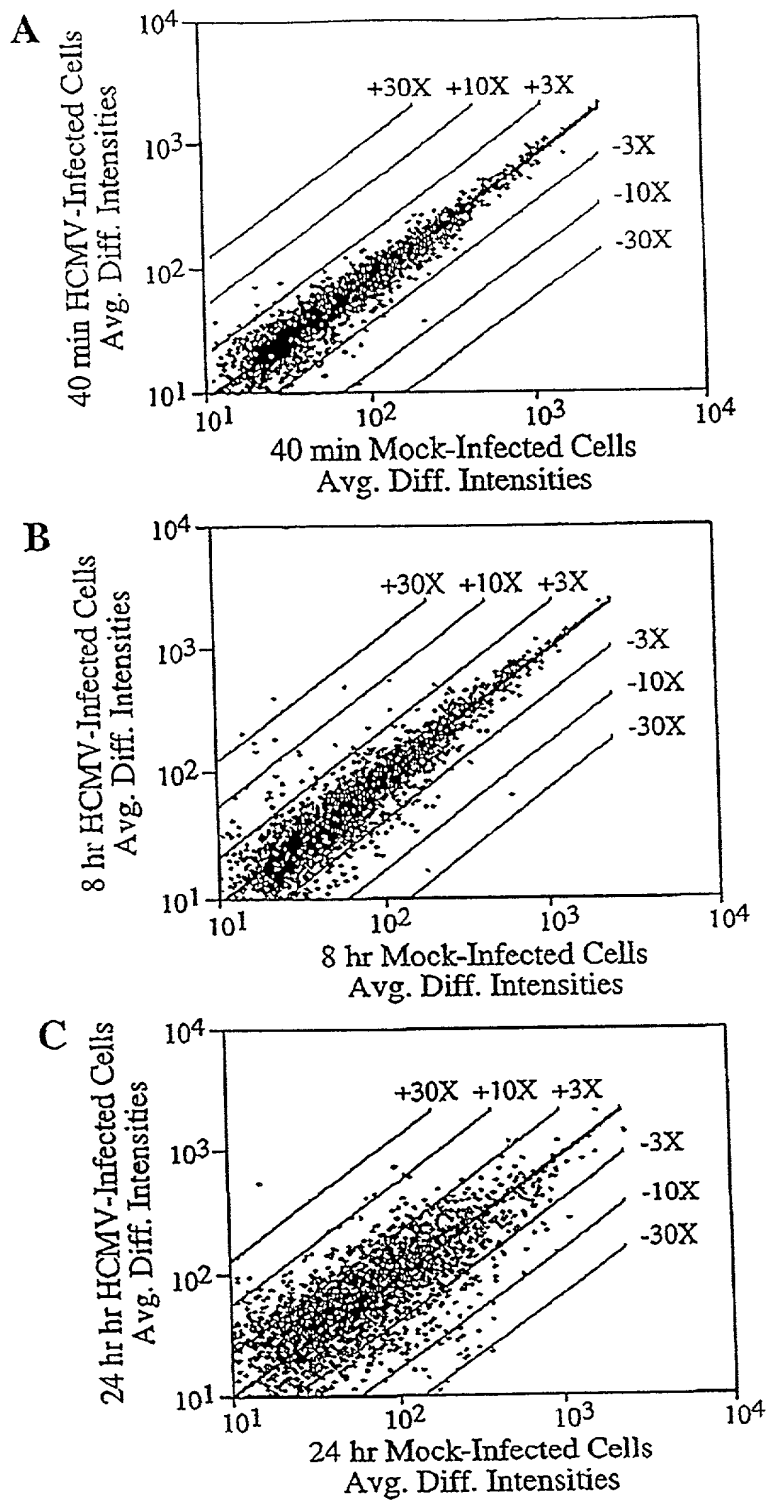 A
10⁴
10³
10²
10¹
40 min HCMV-Infected Cells
Avg. Diff. Intensities
+30X +10X +3X
-3X
-10X
-30X
10¹ 10² 10³ 10⁴
40 min Mock-Infected Cells
Avg. Diff. Intensities
B
10⁴
10³
10²
10¹
8 hr HCMV-Infected Cells
Avg. Diff. Intensities
+30X +10X +3X
-3X
-10X
-30X
10¹ 10² 10³ 10⁴
8 hr Mock-Infected Cells
Avg. Diff. Intensities
C
10⁴
10³
10²
10¹
24 hr hr HCMV-Infected Cells
Avg. Diff. Intensities
+30X +10X +3X
-3X
-10X
-30X
10¹ 10² 10³ 10⁴
24 hr Mock-Infected Cells
Avg. Diff. Intensities